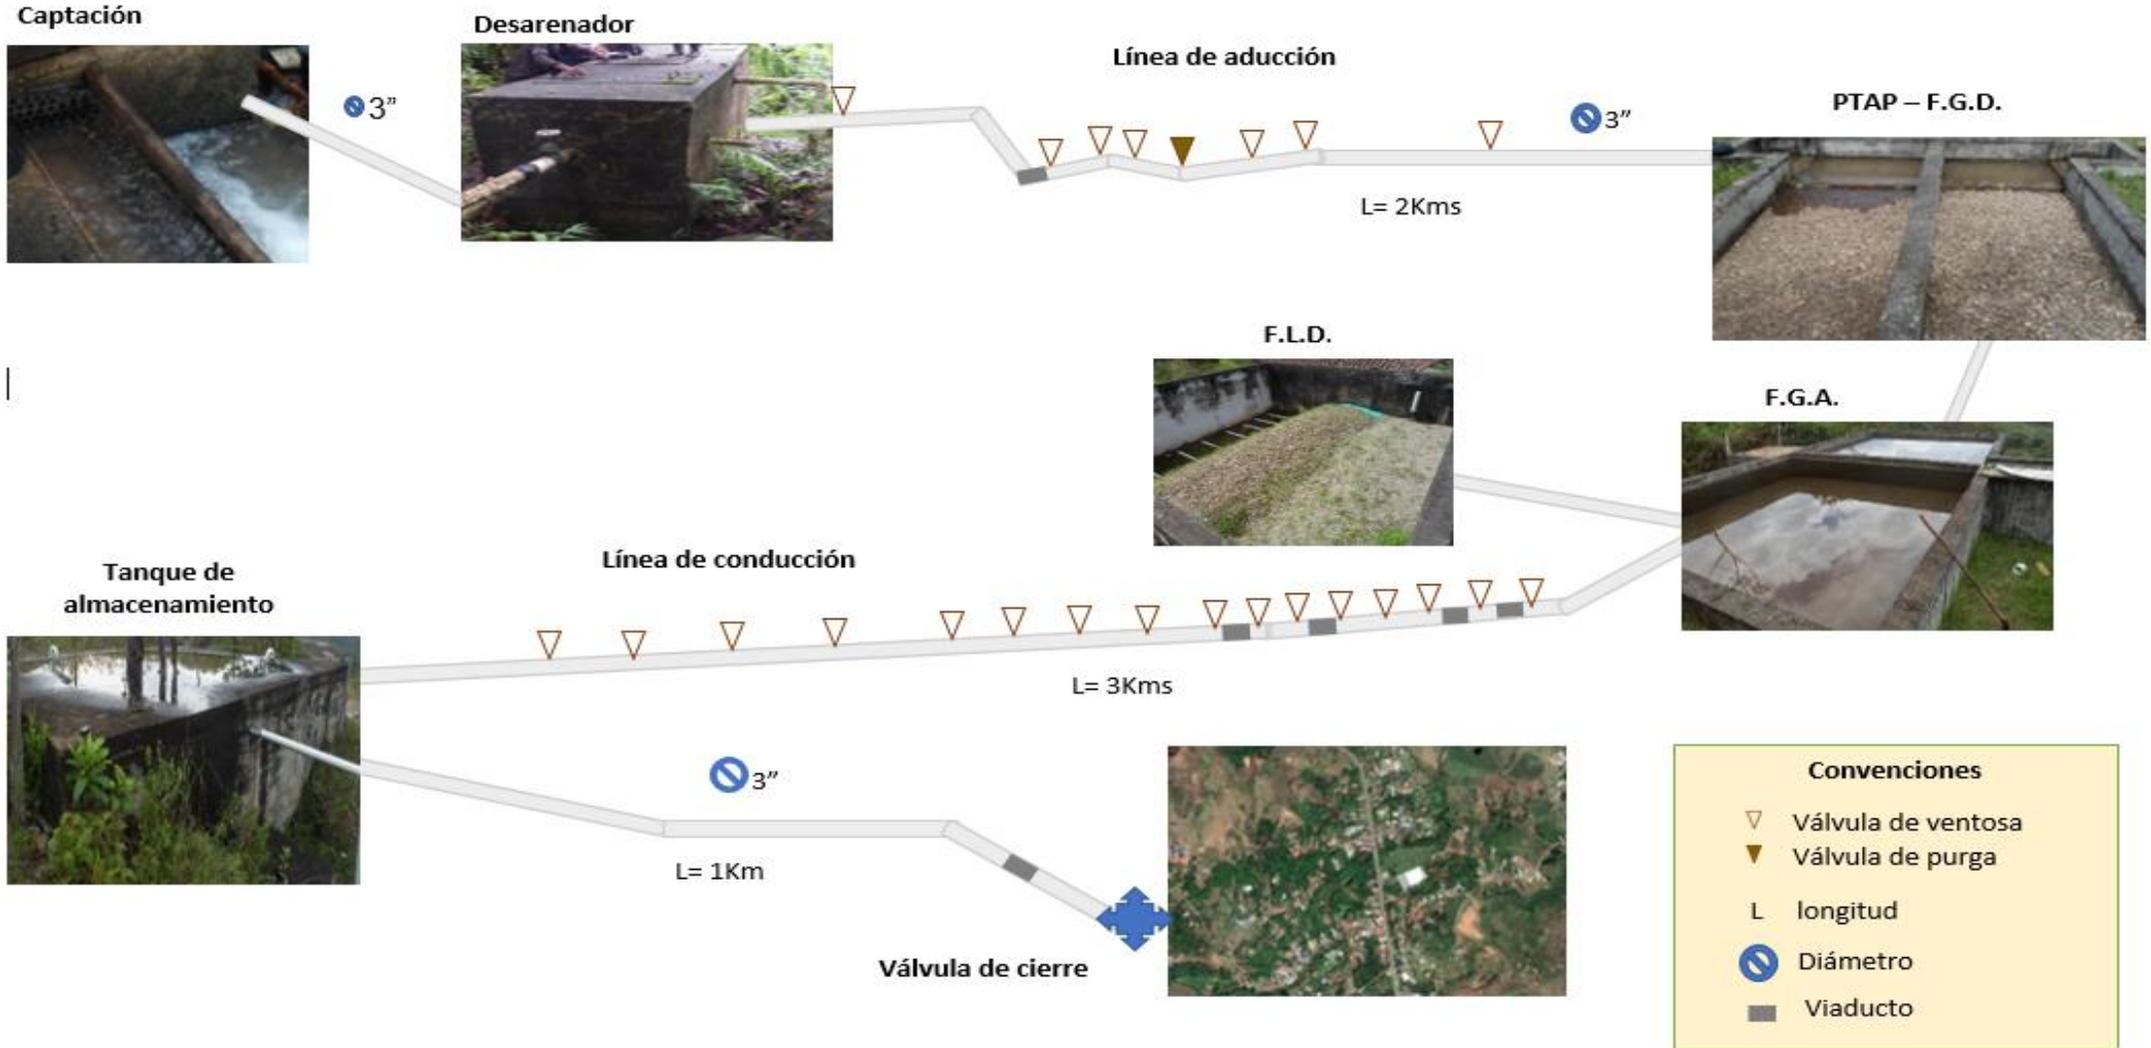 Captación
3”
Desarenador
Línea de aducción
3”
L= 2Kms
PTAP – F.G.D.
F.L.D.
F.G.A.
Línea de conducción
L= 3Kms
Tanque de
almacenamiento
3”
L= 1Km
Válvula de cierre
Convenciones
Válvula de ventosa
Válvula de purga
L longitud
Diámetro
Viaducto